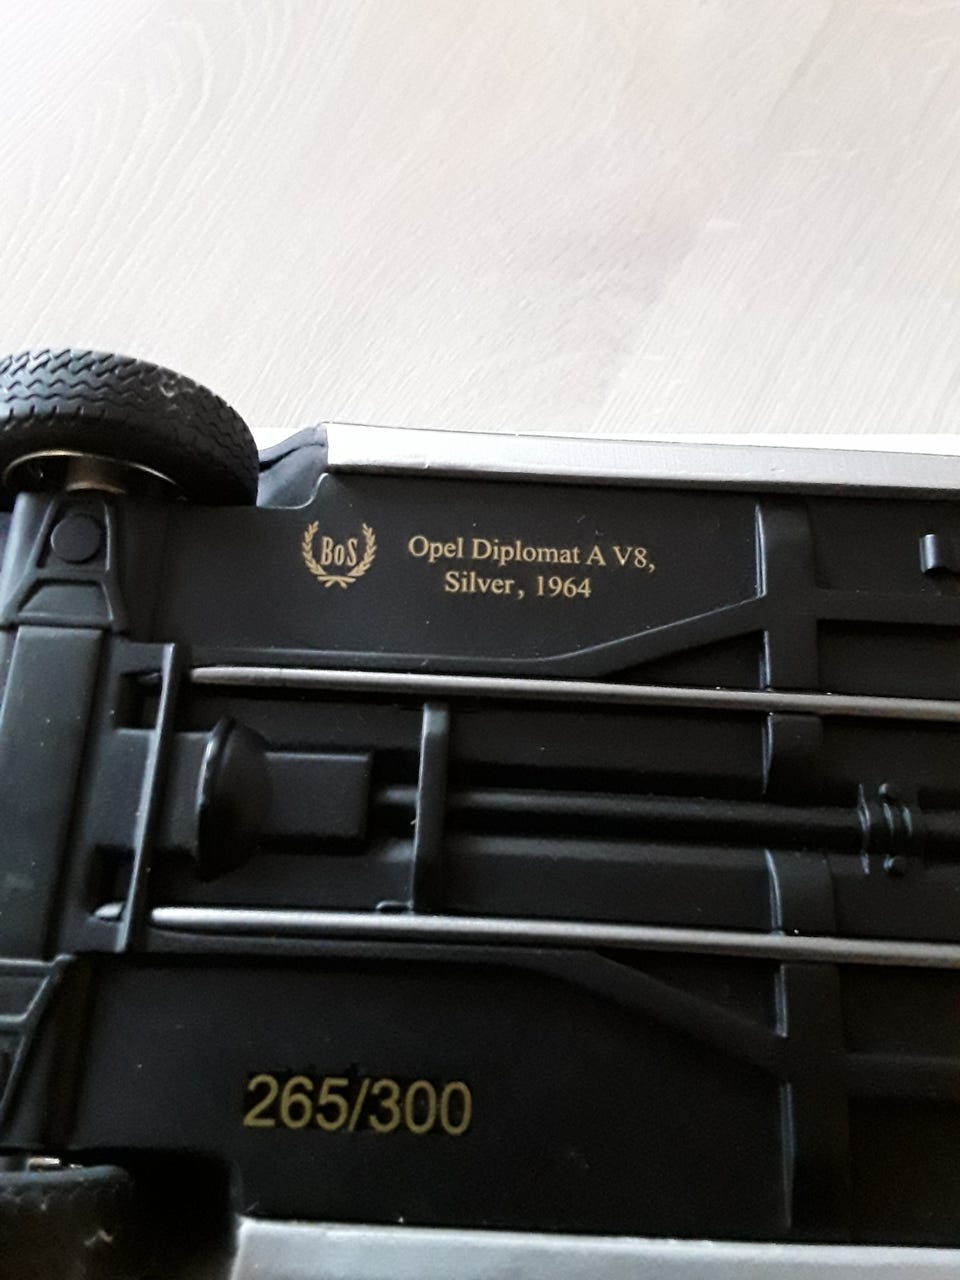 BoS
Opel Diplomat A V8,
Silver, 1964
265/300